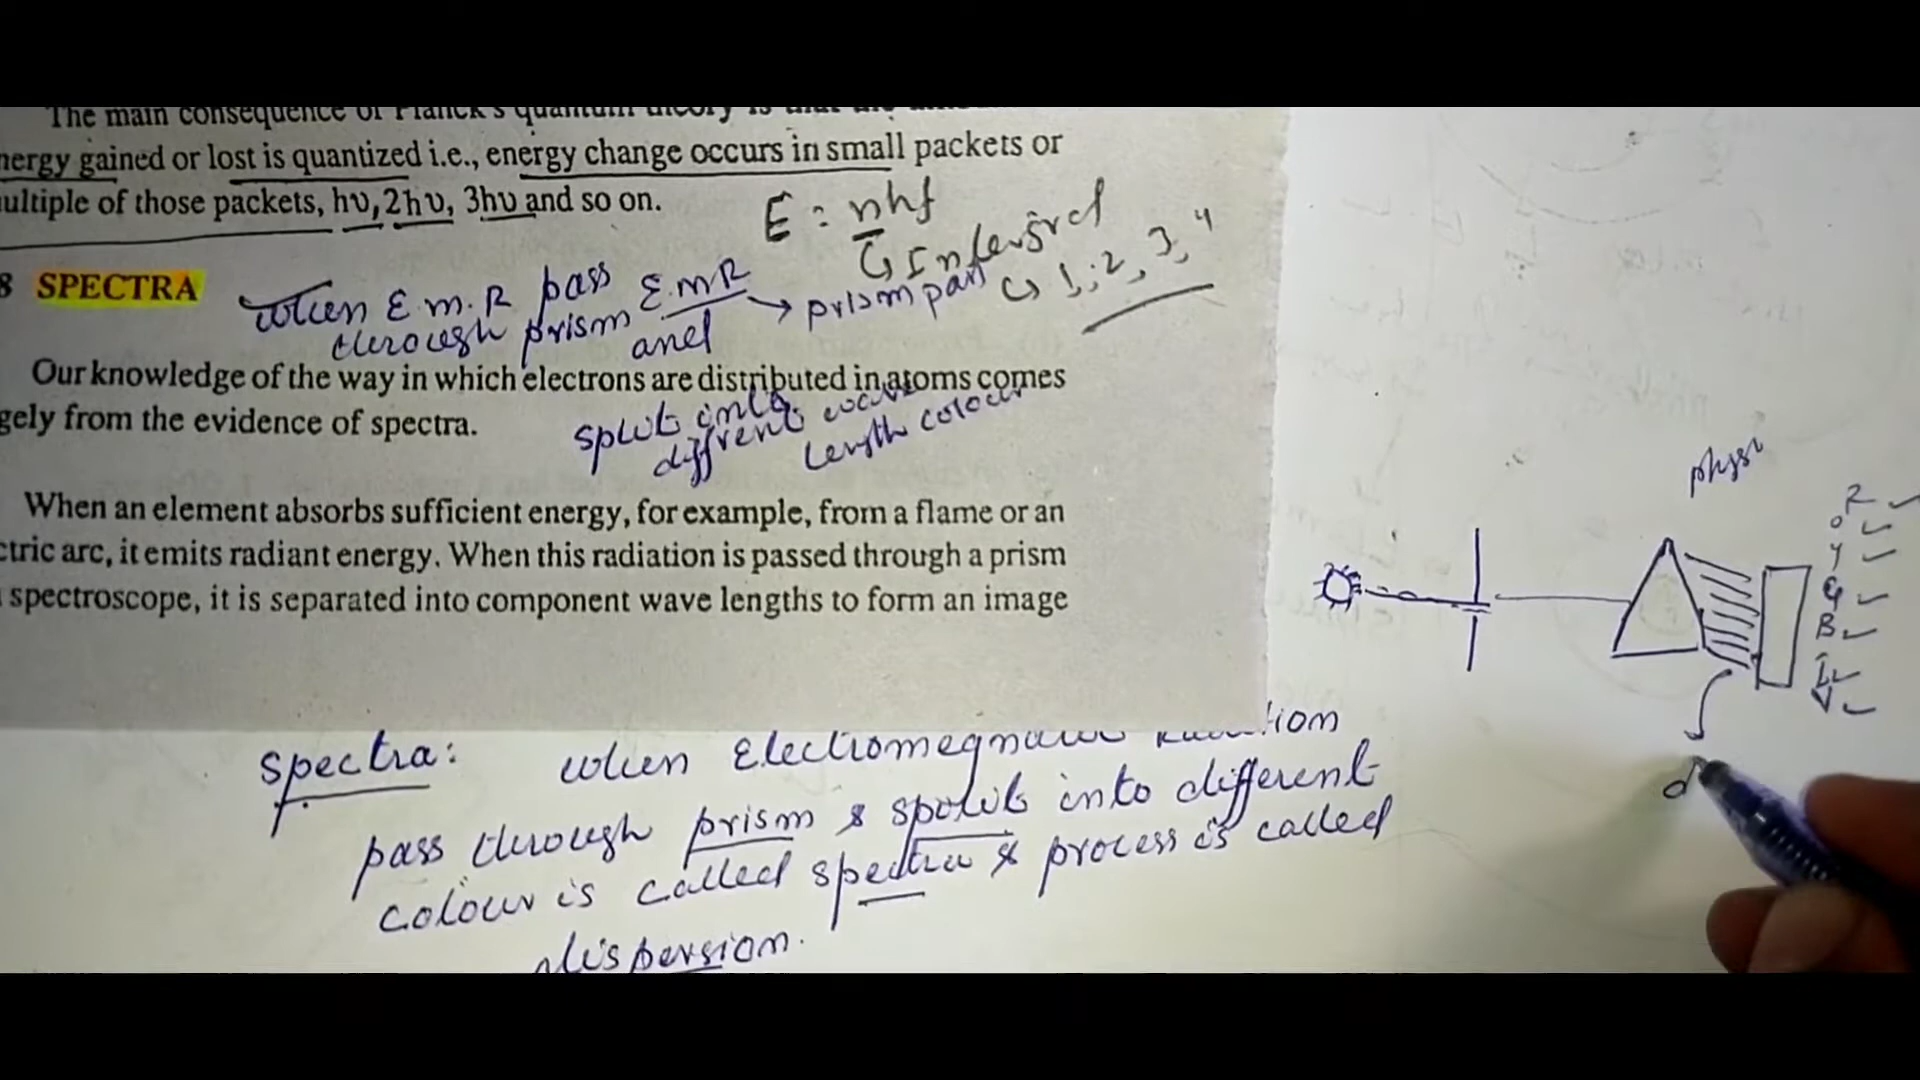 The main consequence of Planck's quantum theory is that the
nergy gained or lost is quantized i.e., energy change occurs in small packets or
ultiple of those packets, hυ, 2hυ, 3hυ and so on.
E = nhf
Intergrel
1, 2, 3, 4
8 SPECTRA
when E.m.R pass
through prism
E.mR
and
prism pass
Our knowledge of the way in which electrons are distributed in atoms comes
gely from the evidence of spectra.
split into
diffrent
length colour
When an element absorbs sufficient energy, for example, from a flame or an
ctric arc, it emits radiant energy. When this radiation is passed through a prism
spectroscope, it is separated into component wave lengths to form an image
physi
R
O
Y
G
B
I
V
d
spectra: when
pass through prism & split into different
colour is called spectra & process is called
dispersion.